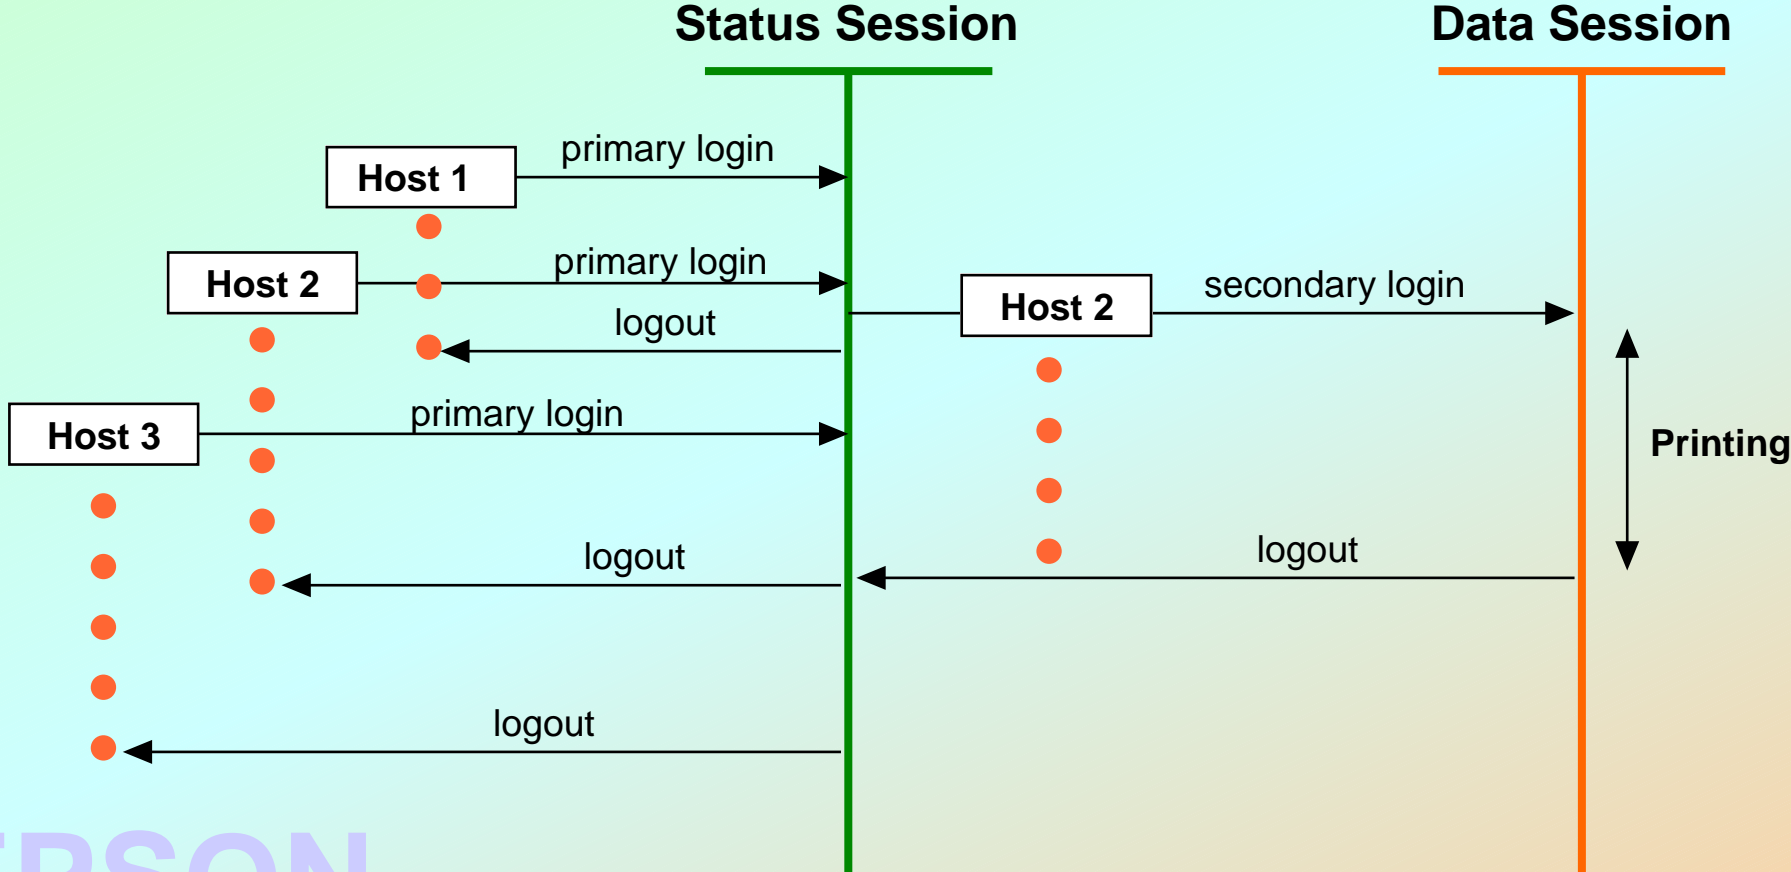 Status Session
Data Session
primary login
Host 1
primary login
Host 2
secondary login
Host 2
logout
primary login
Host 3
Printing
logout
logout
logout
EPSON